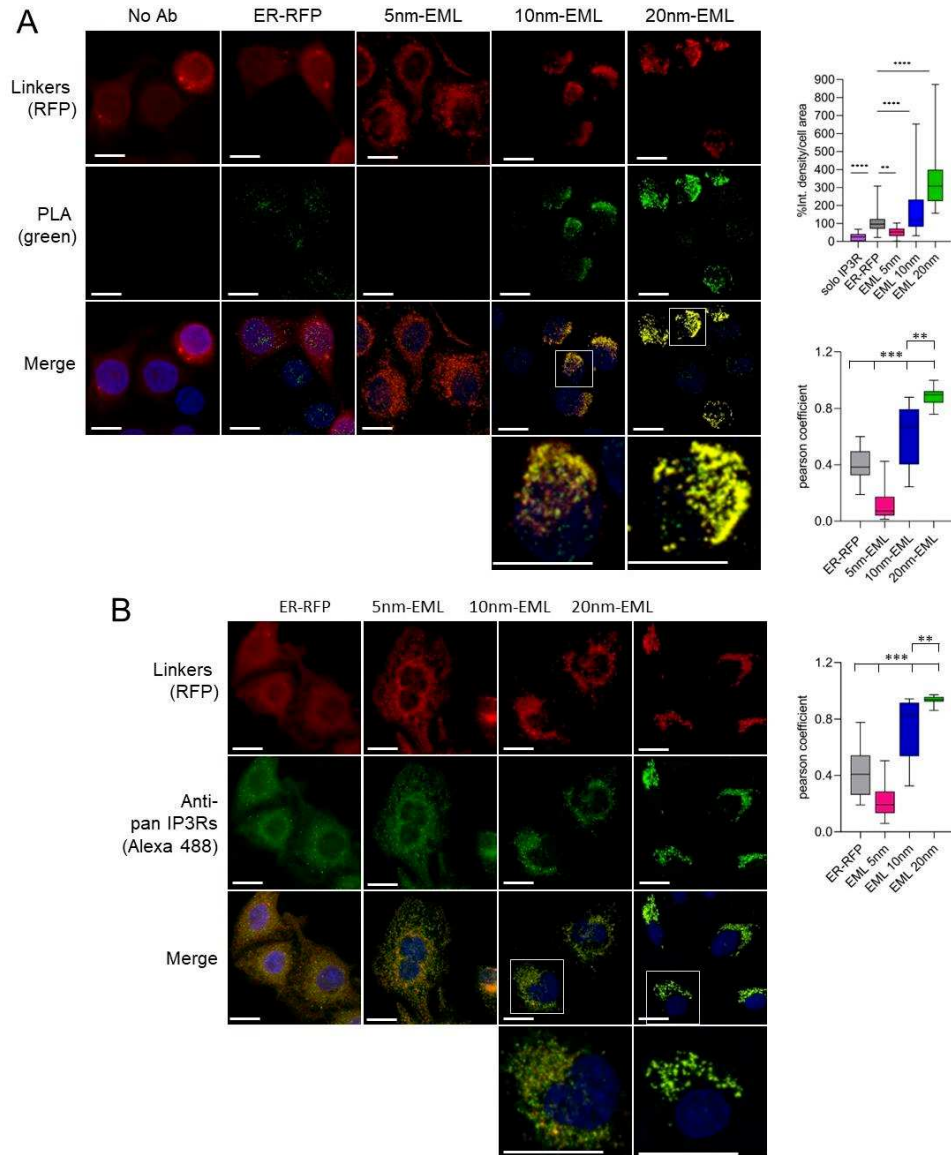 A
No Ab
ER-RFP
5nm-EML
10nm-EML
20nm-EML
Linkers
(RFP)
PLA
(green)
Merge
%Int. density/cell area
900
800
700
600
500
400
300
200
100
0
****
**
****
****
solo IP3R
ER-RFP
EML 5nm
EML 10nm
EML 20nm
pearson coefficient
1.2
0.8
0.4
0.0
***
**
ER-RFP
5nm-EML
10nm-EML
20nm-EML
B
ER-RFP
5nm-EML
10nm-EML
20nm-EML
Linkers
(RFP)
Anti-
pan IP3Rs
(Alexa 488)
Merge
pearson coefficient
1.2
0.8
0.4
0.0
***
**
ER-RFP
EML 5nm
EML 10nm
EML 20nm